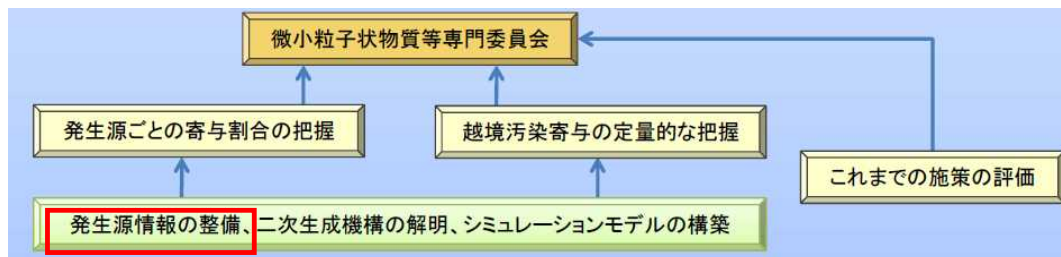 微小粒子状物質等専門委員会
発生源ごとの寄与割合の把握
越境汚染寄与の定量的な把握
これまでの施策の評価
発生源情報の整備、二次生成機構の解明、シミュレーションモデルの構築